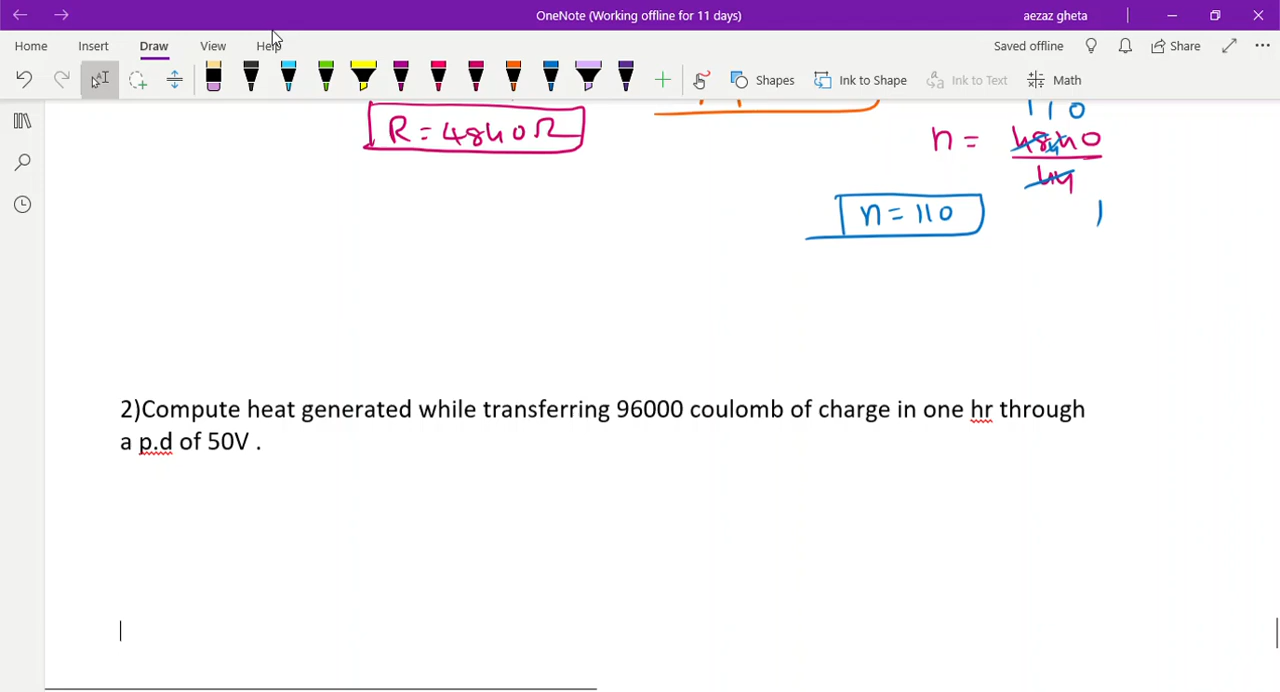 OneNote (Working offline for 11 days)
aezaz gheta
Home Insert Draw View Help
Saved offline Share
Shapes Ink to Shape Ink to Text Math
R = 4840 Ω
110
n = 4840
44
n = 110
2)Compute heat generated while transferring 96000 coulomb of charge in one hr through
a p.d of 50V .